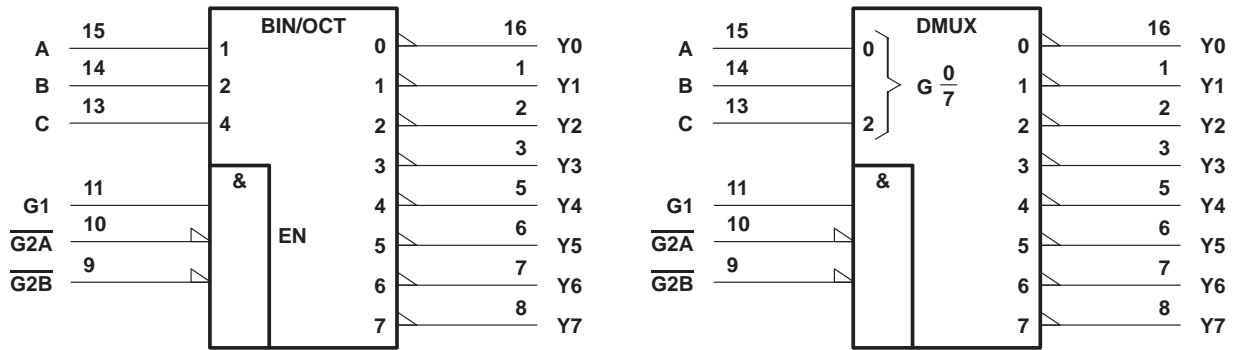 BIN/OCT
A 15 1 0 16 Y0
B 14 2 1 1 Y1
C 13 4 2 2 Y2
3 3 Y3
&
G1 11 4 5 Y4
G2A 10 EN 5 6 Y5
G2B 9 6 7 Y6
7 8 Y7
DMUX
A 15 0 0 16 Y0
B 14 G 0/7 1 1 Y1
C 13 2 2 2 Y2
3 3 Y3
&
G1 11 4 5 Y4
G2A 10 5 6 Y5
G2B 9 6 7 Y6
7 8 Y7